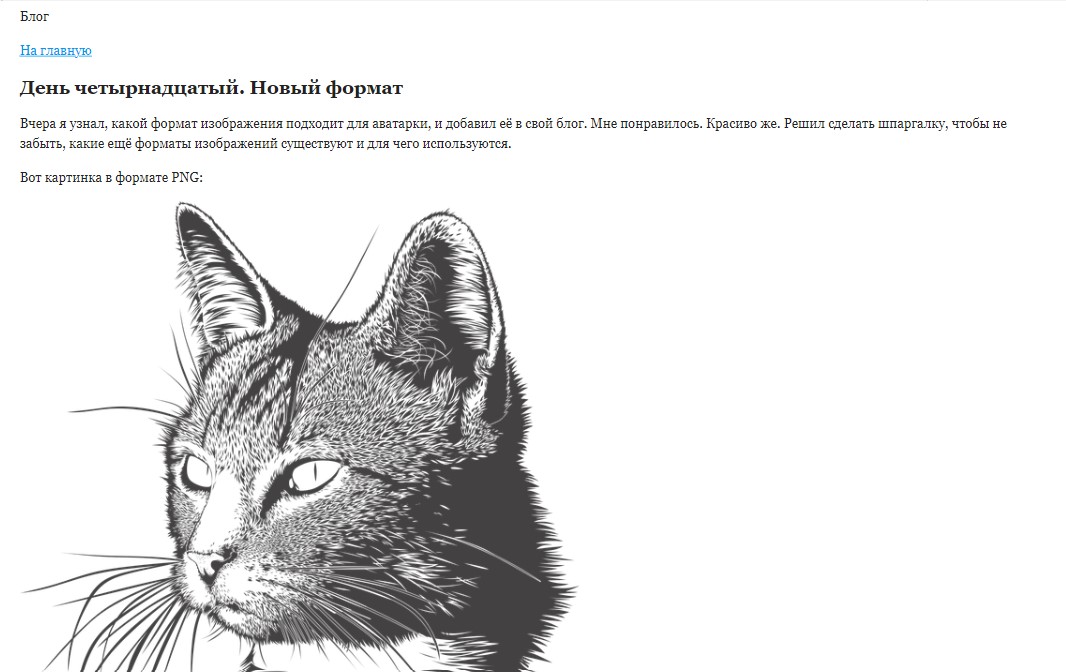 Блог
На главную
День четырнадцатый. Новый формат
Вчера я узнал, какой формат изображения подходит для аватарки, и добавил её в свой блог. Мне понравилось. Красиво же. Решил сделать шпаргалку, чтобы не
забыть, какие ещё форматы изображений существуют и для чего используются.
Вот картинка в формате PNG: